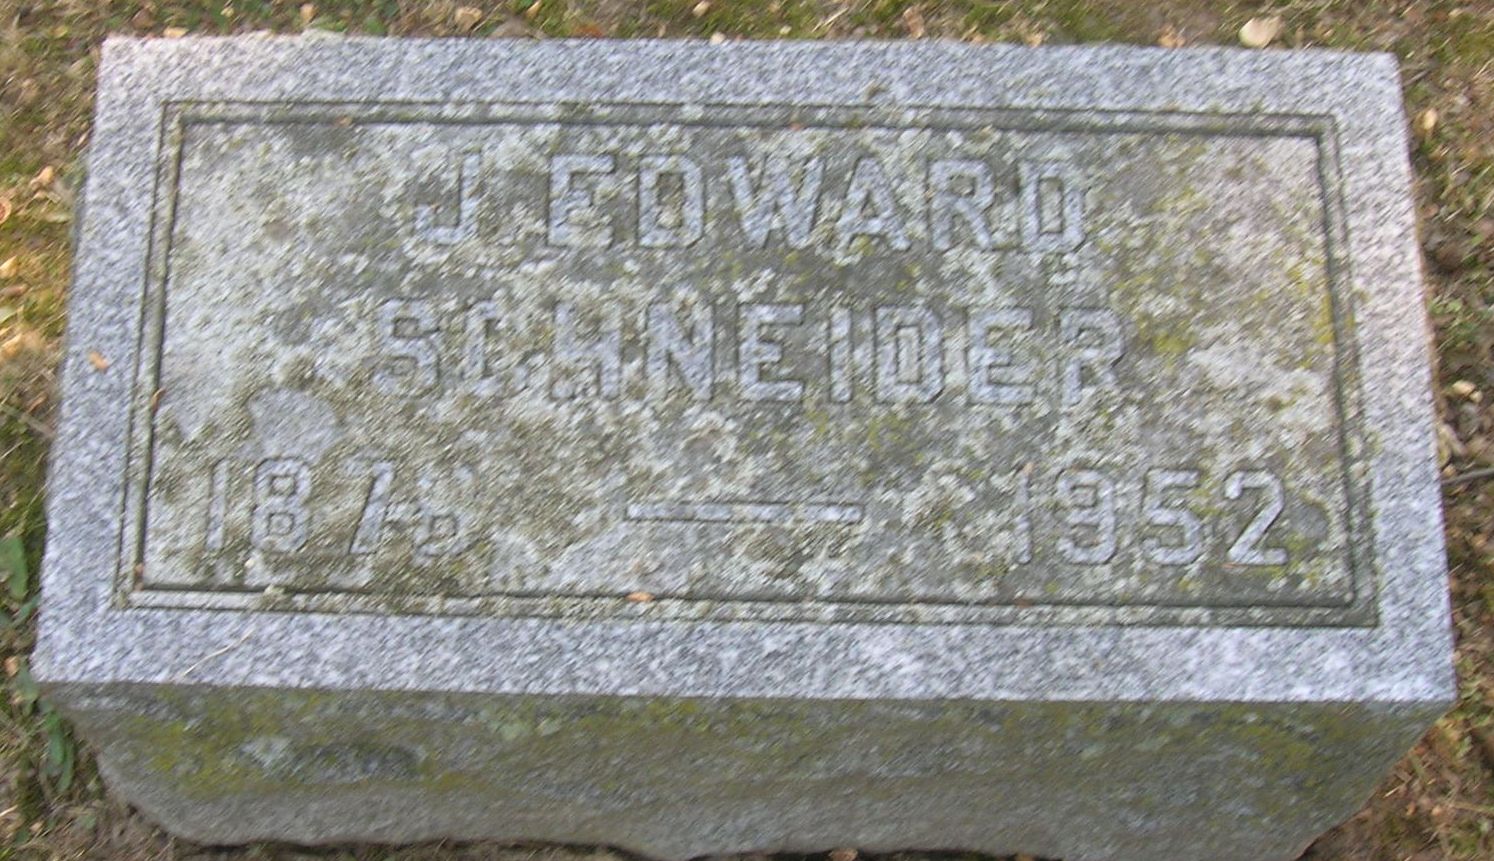 J. EDWARD
SCHNEIDER
— 1952